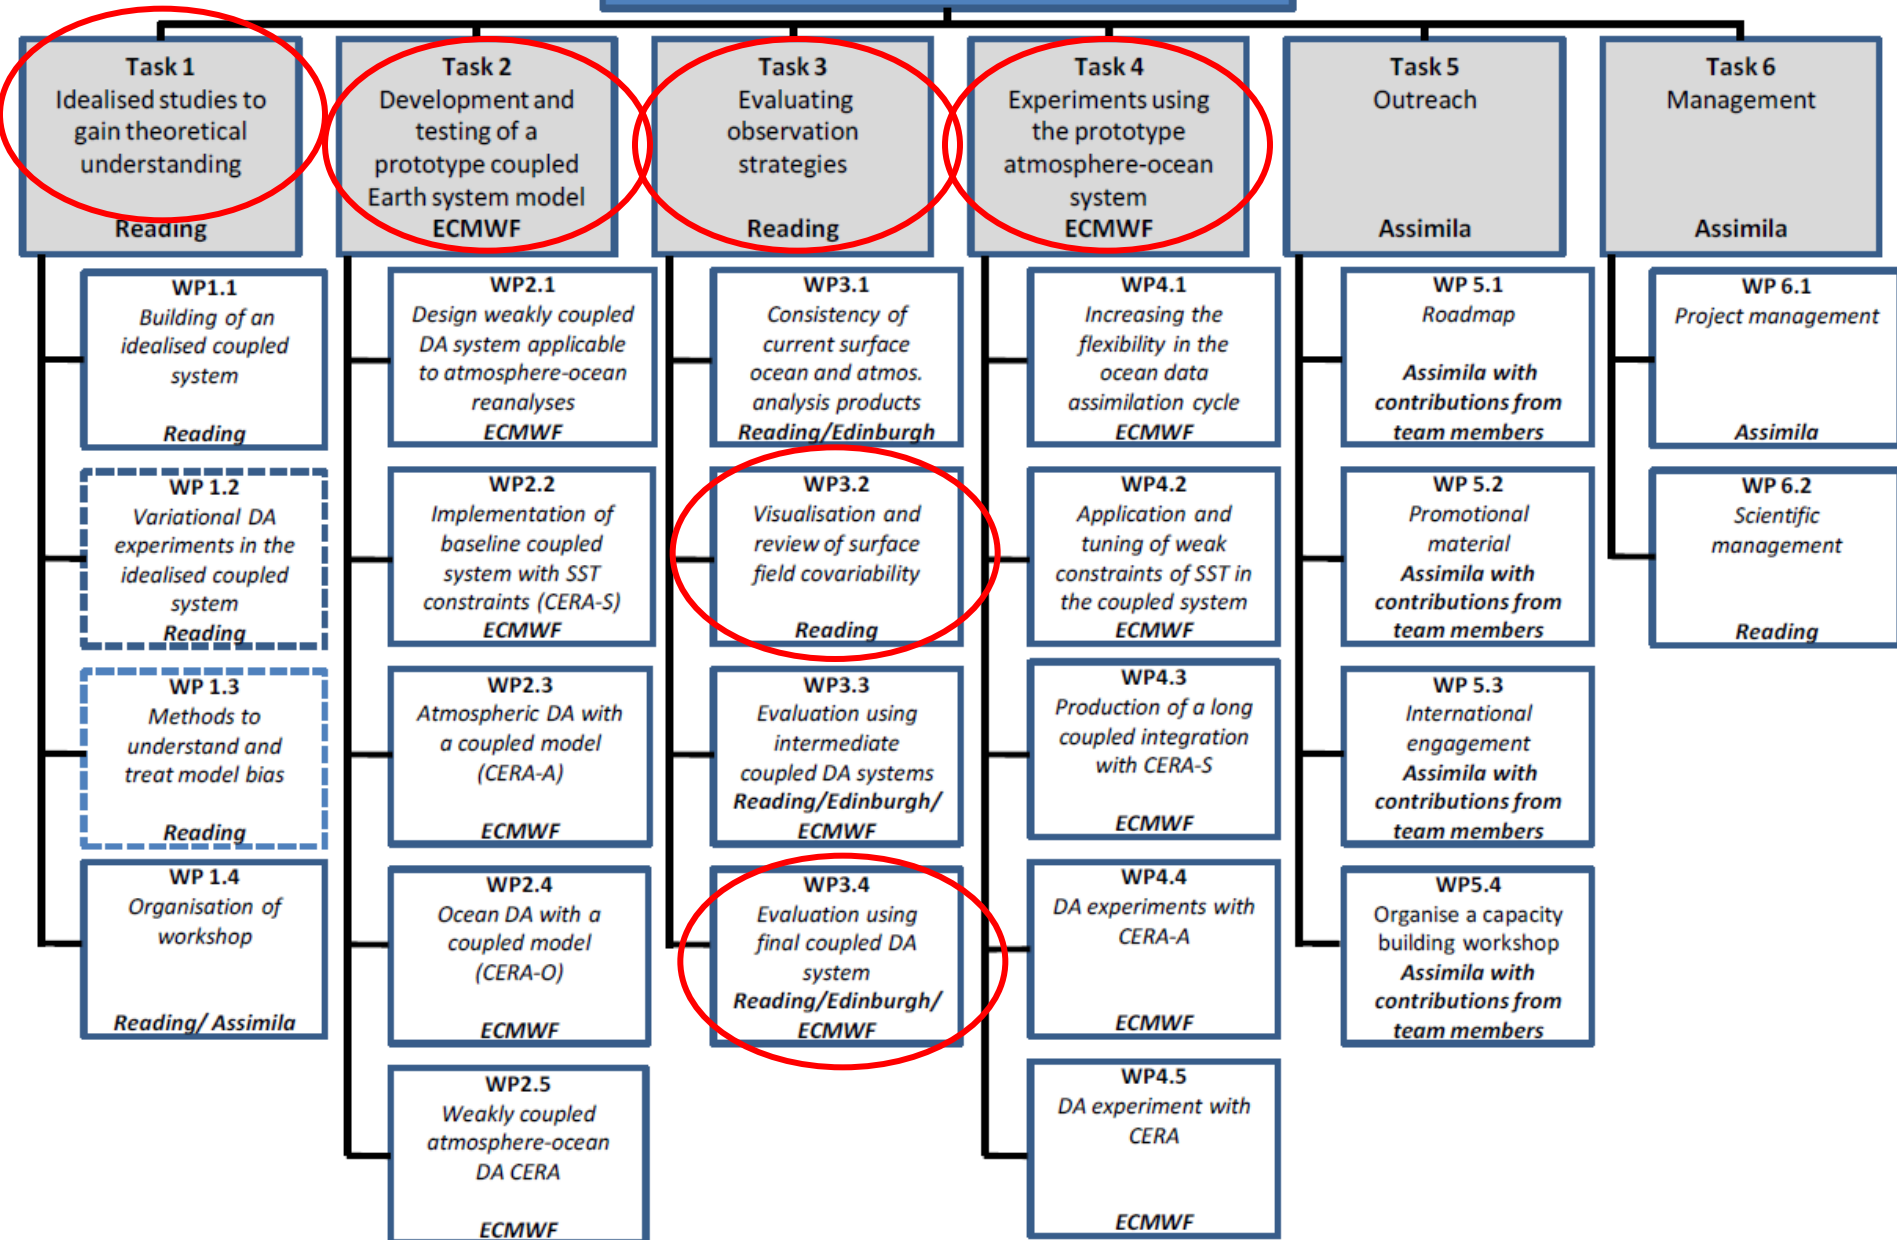 Task 1
Idealised studies to
gain theoretical
understanding
Reading
Task 2
Development and
testing of a
prototype coupled
Earth system model
ECMWF
Task 3
Evaluating
observation
strategies
Reading
Task 4
Experiments using
the prototype
atmosphere-ocean
system
ECMWF
Task 5
Outreach
Assimila
Task 6
Management
Assimila
WP1.1
Building of an
idealised coupled
system
Reading
WP 1.2
Variational DA
experiments in the
idealised coupled
system
Reading
WP 1.3
Methods to
understand and
treat model bias
Reading
WP 1.4
Organisation of
workshop
Reading/ Assimila
WP2.1
Design weakly coupled
DA system applicable
to atmosphere-ocean
reanalyses
ECMWF
WP2.2
Implementation of
baseline coupled
system with SST
constraints (CERA-S)
ECMWF
WP2.3
Atmospheric DA with
a coupled model
(CERA-A)
ECMWF
WP2.4
Ocean DA with a
coupled model
(CERA-O)
ECMWF
WP2.5
Weakly coupled
atmosphere-ocean
DA CERA
ECMWF
WP3.1
Consistency of
current surface
ocean and atmos.
analysis products
Reading/Edinburgh
WP3.2
Visualisation and
review of surface
field covariability
Reading
WP3.3
Evaluation using
intermediate
coupled DA systems
Reading/Edinburgh/
ECMWF
WP3.4
Evaluation using
final coupled DA
system
Reading/Edinburgh/
ECMWF
WP4.1
Increasing the
flexibility in the
ocean data
assimilation cycle
ECMWF
WP4.2
Application and
tuning of weak
constraints of SST in
the coupled system
ECMWF
WP4.3
Production of a long
coupled integration
with CERA-S
ECMWF
WP4.4
DA experiments with
CERA-A
ECMWF
WP4.5
DA experiment with
CERA
ECMWF
WP 5.1
Roadmap
Assimila with
contributions from
team members
WP 5.2
Promotional
material
Assimila with
contributions from
team members
WP 5.3
International
engagement
Assimila with
contributions from
team members
WP5.4
Organise a capacity
building workshop
Assimila with
contributions from
team members
WP 6.1
Project management
Assimila
WP 6.2
Scientific
management
Reading